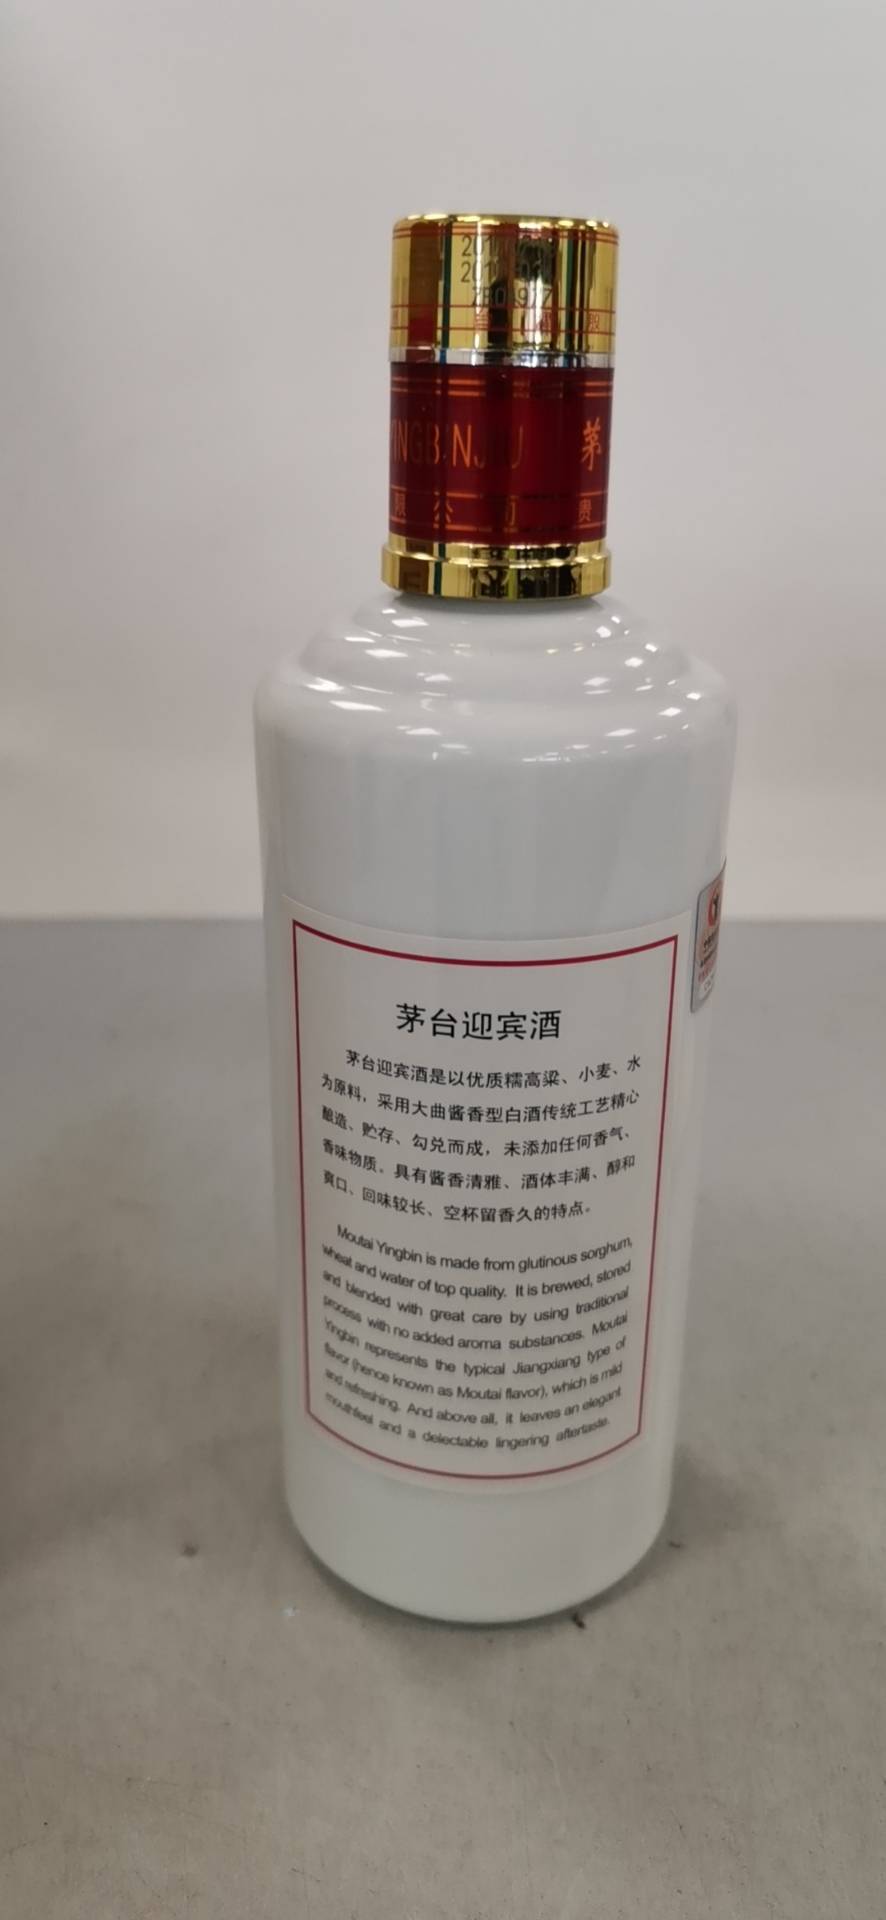 YINGBINJIU 茅
限公司 贵
茅台迎宾酒
茅台迎宾酒是以优质糯高粱、小麦、水
为原料，采用大曲酱香型白酒传统工艺精心
酿造、贮存、勾兑而成，未添加任何香气、
香味物质。具有酱香清雅、酒体丰满、醇和
爽口、回味较长、空杯留香久的特点。
Moutai Yingbin is made from glutinous sorghum,
wheat and water of top quality. It is brewed, stored
and blended with great care by using traditional
process with no added aroma substances. Moutai
Yingbin represents the typical Jiangxiang type of
flavor (hence known as Moutai flavor), which is mild
and refreshing. And above all, it leaves an elegant
mouthfeel and a delectable lingering aftertaste.